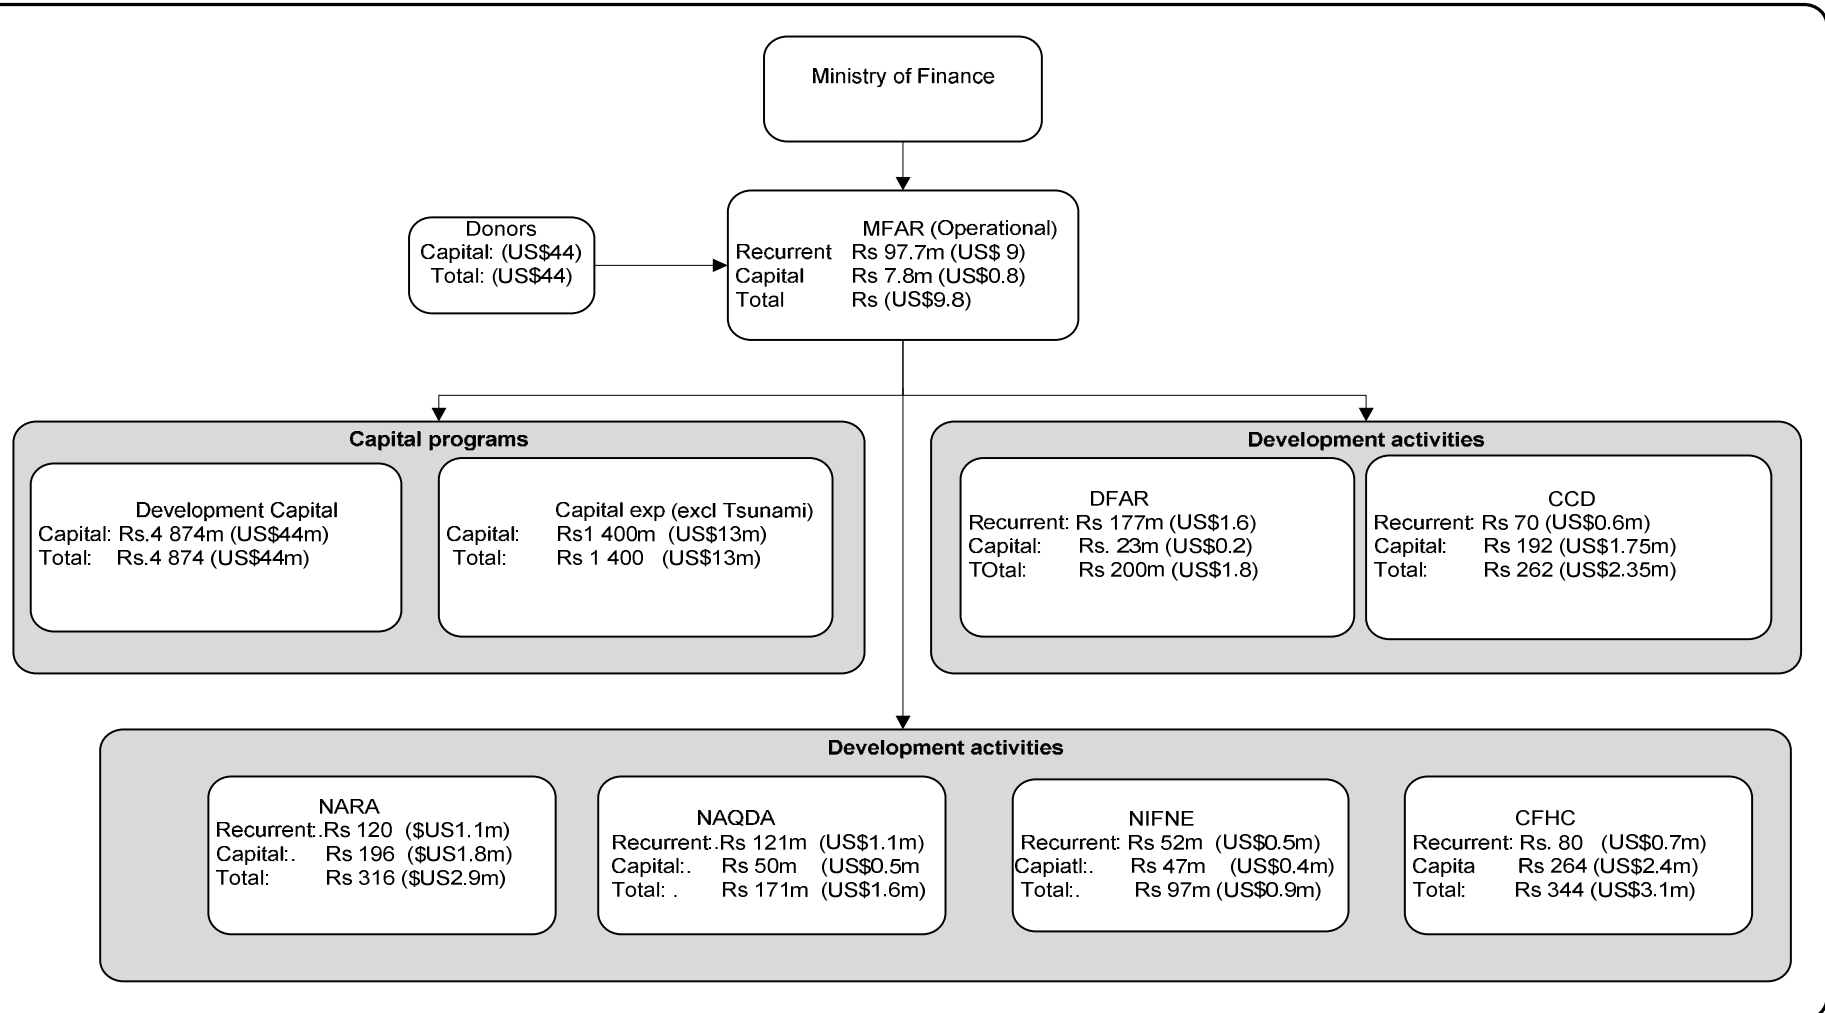 Ministry of Finance
Donors
Capital: (US$44)
Total: (US$44)
MFAR (Operational)
Recurrent Rs 97.7m (US$ 9)
Capital Rs 7.8m (US$0.8)
Total Rs (US$9.8)
Capital programs
Development Capital
Capital: Rs.4 874m (US$44m)
Total: Rs.4 874 (US$44m)
Capital exp (excl Tsunami)
Capital: Rs1 400m (US$13m)
Total: Rs 1 400 (US$13m)
Development activities
DFAR
Recurrent: Rs 177m (US$1.6)
Capital: Rs. 23m (US$0.2)
TOtal: Rs 200m (US$1.8)
CCD
Recurrent: Rs 70 (US$0.6m)
Capital: Rs 192 (US$1.75m)
Total: Rs 262 (US$2.35m)
Development activities
NARA
Recurrent:.Rs 120 ($US1.1m)
Capital:. Rs 196 ($US1.8m)
Total: Rs 316 ($US2.9m)
NAQDA
Recurrent:.Rs 121m (US$1.1m)
Capital:. Rs 50m (US$0.5m
Total: . Rs 171m (US$1.6m)
NIFNE
Recurrent: Rs 52m (US$0.5m)
Capiatl:. Rs 47m (US$0.4m)
Total:. Rs 97m (US$0.9m)
CFHC
Recurrent: Rs. 80 (US$0.7m)
Capita Rs 264 (US$2.4m)
Total: Rs 344 (US$3.1m)